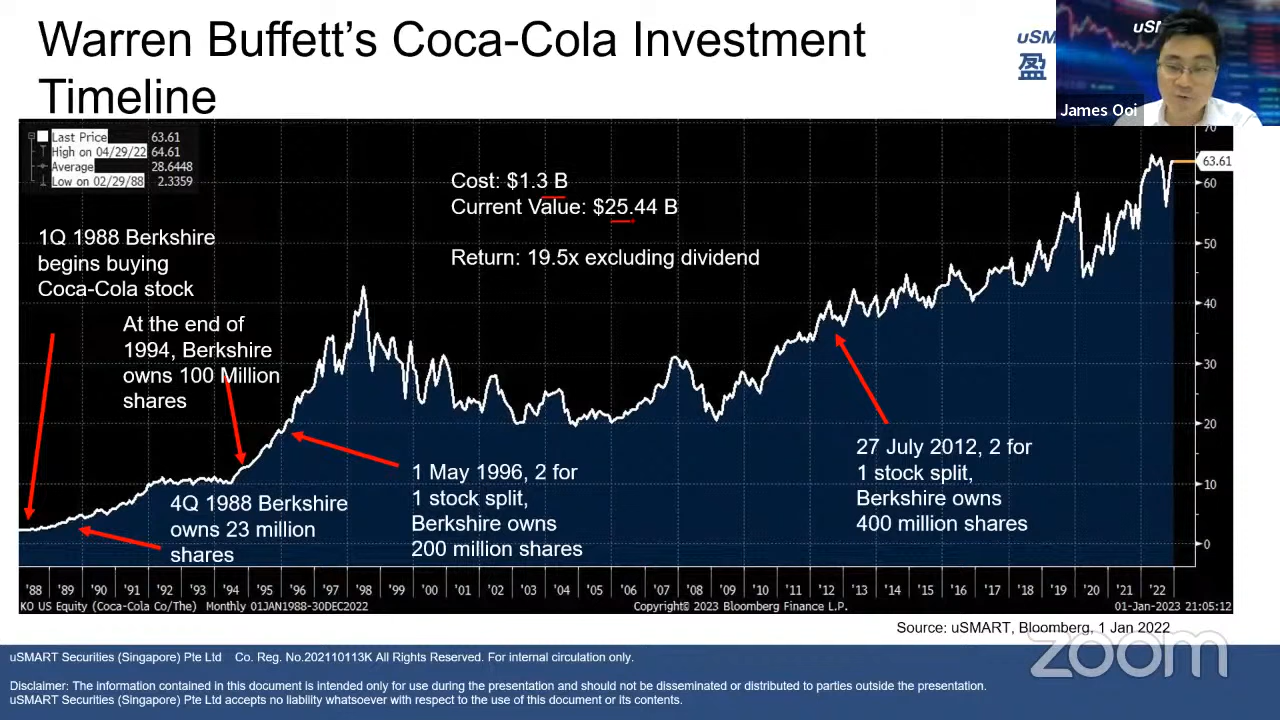 Warren Buffett's Coca-Cola Investment
Timeline
uSM
盈
uS
James Ooi
Last Price 63.61
High on 04/29/22 64.61
Average 28.6448
Low on 02/29/88 2.3359
Cost: $1.3 B
Current Value: $25.44 B
Return: 19.5x excluding dividend
1Q 1988 Berkshire
begins buying
Coca-Cola stock
At the end of
1994, Berkshire
owns 100 Million
shares
4Q 1988 Berkshire
owns 23 million
shares
1 May 1996, 2 for
1 stock split,
Berkshire owns
200 million shares
27 July 2012, 2 for
1 stock split,
Berkshire owns
400 million shares
70
63.61
60
50
40
30
20
10
0
'88 '89 '90 '91 '92 '93 '94 '95 '96 '97 '98 '99 '00 '01 '02 '03 '04 '05 '06 '07 '08 '09 '10 '11 '12 '13 '14 '15 '16 '17 '18 '19 '20 '21 '22
KO US Equity (Coca-Cola Co/The) Monthly 01JAN1988-30DEC2022 Copyright© 2023 Bloomberg Finance L.P. 01-Jan-2023 21:05:12
Source: uSMART, Bloomberg, 1 Jan 2022
zoom
uSMART Securities (Singapore) Pte Ltd Co. Reg. No.202110113K All Rights Reserved. For internal circulation only.
Disclaimer: The information contained in this document is intended only for use during the presentation and should not be disseminated or distributed to parties outside the presentation.
uSMART Securities (Singapore) Pte Ltd accepts no liability whatsoever with respect to the use of this document or its contents.